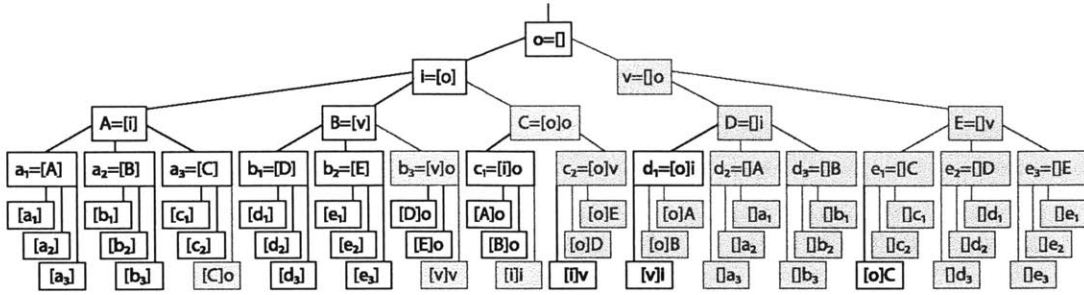 o=[]
i=[o] v=[]o
A=[i] B=[v] C=[o]o D=[]i E=[]v
a₁=[A] a₂=[B] a₃=[C] b₁=[D] b₂=[E] b₃=[v]o c₁=[i]o c₂=[o]v d₁=[o]i d₂=[]A d₃=[]B e₁=[]C e₂=[]D e₃=[]E
[a₁] [b₁] [c₁] [d₁] [e₁] [D]o [A]o [o]E [o]A []a₁ []b₁ []c₁ []d₁ []e₁
[a₂] [b₂] [c₂] [d₂] [e₂] [E]o [B]o [o]D [o]B []a₂ []b₂ []c₂ []d₂ []e₂
[a₃] [b₃] [C]o [d₃] [e₃] [v]v [i]i [i]v [v]i []a₃ []b₃ [o]C []d₃ []e₃